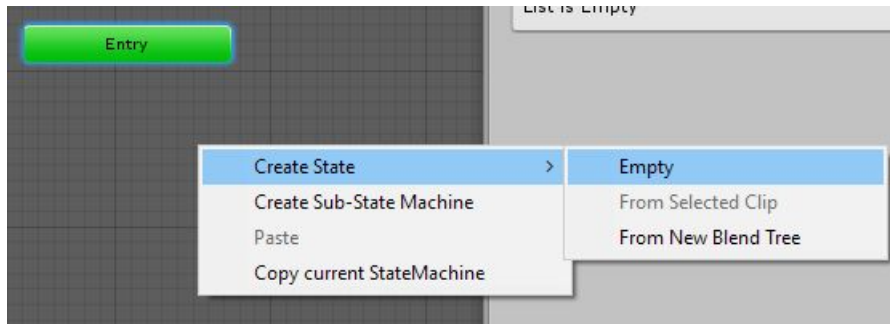 List is Empty
Entry
Create State
Empty
Create Sub-State Machine
From Selected Clip
Paste
From New Blend Tree
Copy current StateMachine